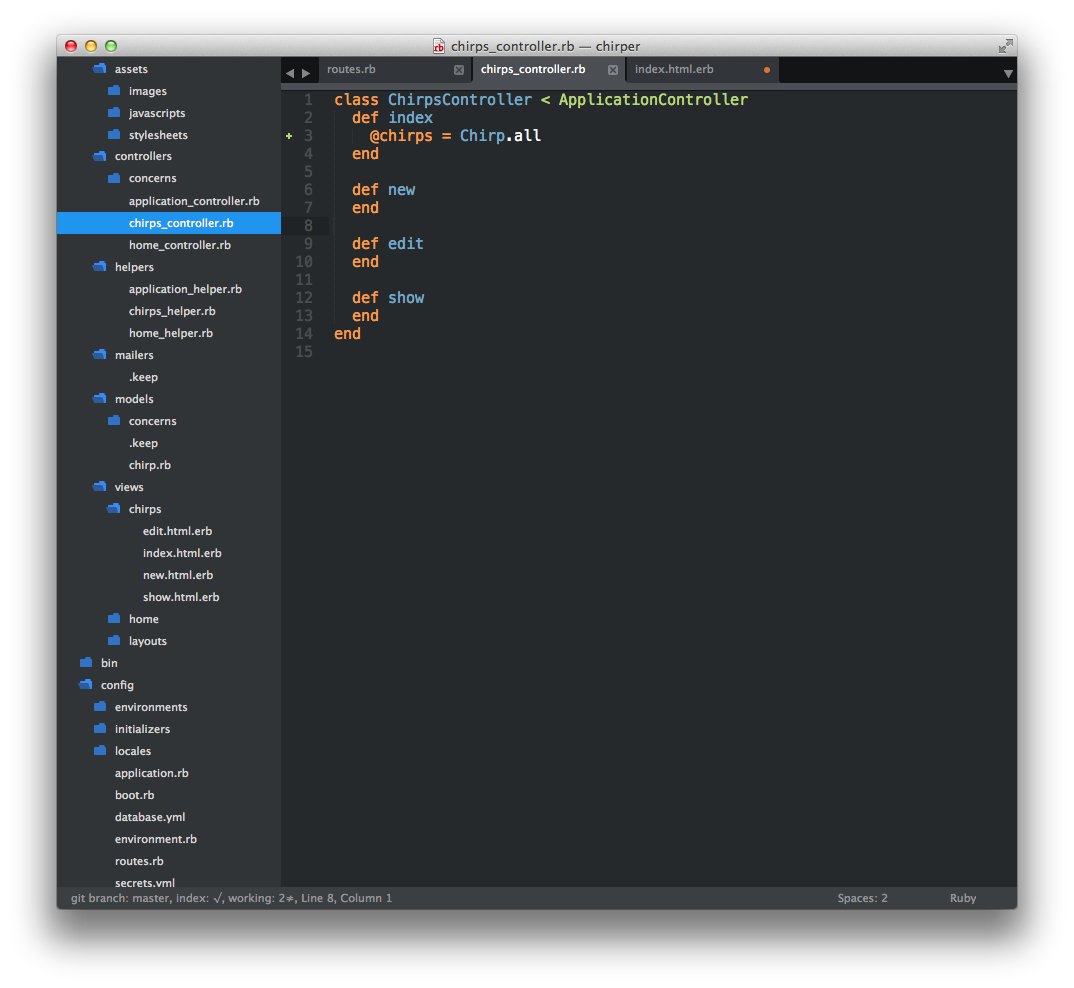 chirps_controller.rb — chirper
assets
images
javascripts
stylesheets
controllers
concerns
application_controller.rb
chirps_controller.rb
home_controller.rb
helpers
application_helper.rb
chirps_helper.rb
home_helper.rb
mailers
.keep
models
concerns
.keep
chirp.rb
views
chirps
edit.html.erb
index.html.erb
new.html.erb
show.html.erb
home
layouts
bin
config
environments
initializers
locales
application.rb
boot.rb
database.yml
environment.rb
routes.rb
secrets.yml
routes.rb chirps_controller.rb index.html.erb
1 class ChirpsController < ApplicationController
2   def index
+ 3     @chirps = Chirp.all
4   end
5
6   def new
7   end
8
9   def edit
10   end
11
12   def show
13   end
14 end
15
git branch: master, index: √, working: 2≠, Line 8, Column 1 Spaces: 2 Ruby